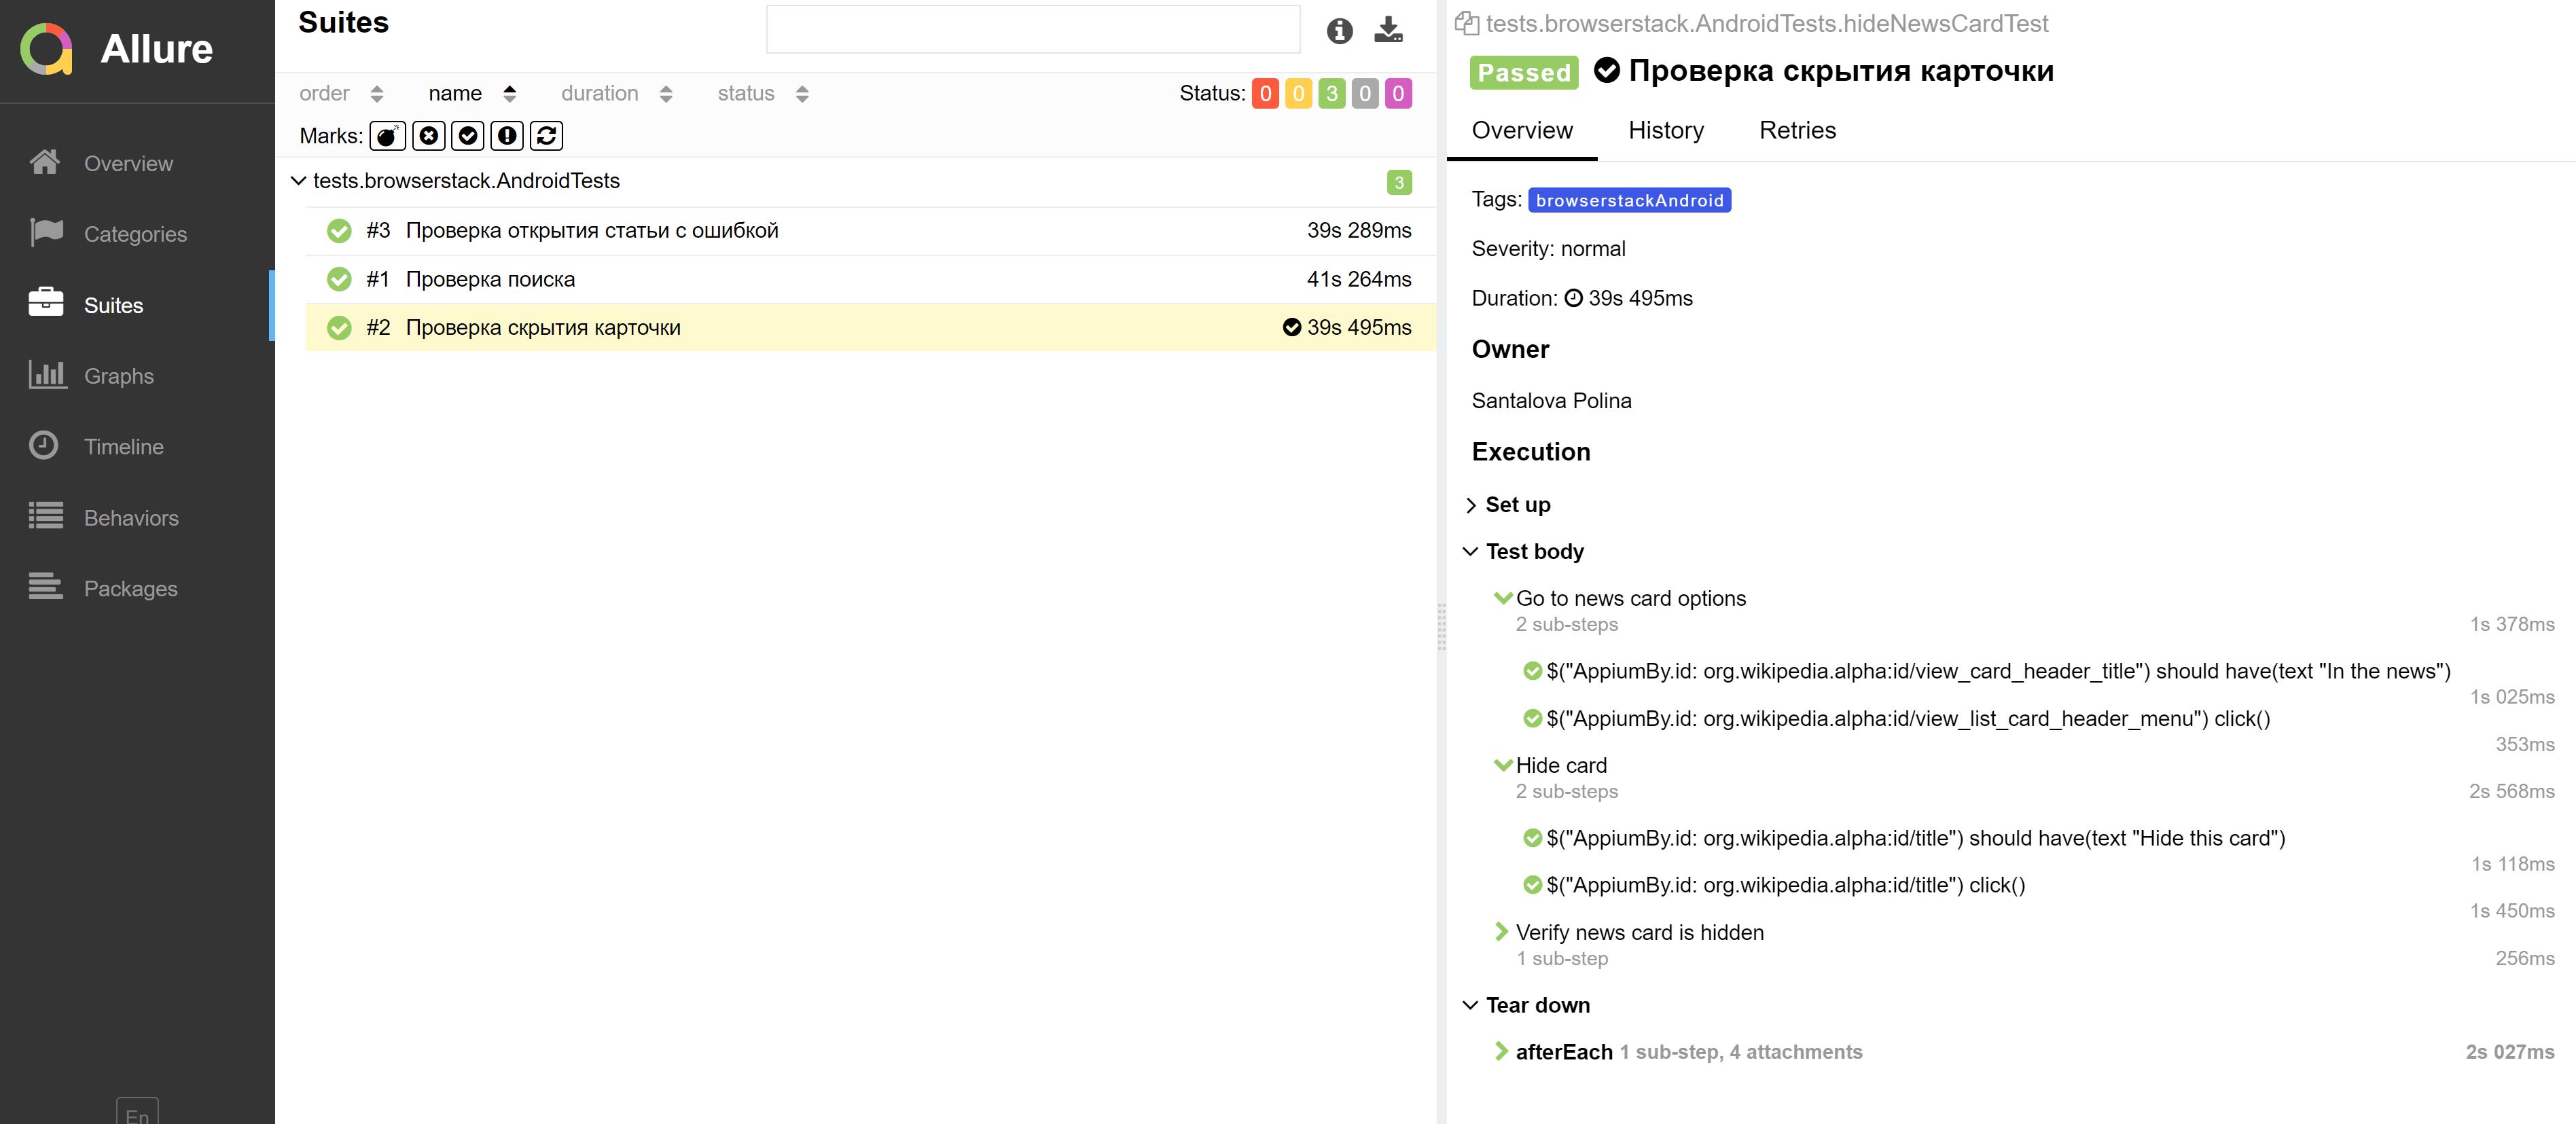 Allure
Overview
Categories
Suites
Graphs
Timeline
Behaviors
Packages
En
Suites
order name duration status Status: 0 0 3 0 0
Marks:
tests.browserstack.AndroidTests 3
#3 Проверка открытия статьи с ошибкой 39s 289ms
#1 Проверка поиска 41s 264ms
#2 Проверка скрытия карточки 39s 495ms
tests.browserstack.AndroidTests.hideNewsCardTest
Passed Проверка скрытия карточки
Overview History Retries
Tags: browserstackAndroid
Severity: normal
Duration: 39s 495ms
Owner
Santalova Polina
Execution
Set up
Test body
Go to news card options
2 sub-steps 1s 378ms
$("AppiumBy.id: org.wikipedia.alpha:id/view_card_header_title") should have(text "In the news")
1s 025ms
$("AppiumBy.id: org.wikipedia.alpha:id/view_list_card_header_menu") click()
353ms
Hide card
2 sub-steps 2s 568ms
$("AppiumBy.id: org.wikipedia.alpha:id/title") should have(text "Hide this card")
1s 118ms
$("AppiumBy.id: org.wikipedia.alpha:id/title") click()
1s 450ms
Verify news card is hidden
1 sub-step 256ms
Tear down
afterEach 1 sub-step, 4 attachments 2s 027ms